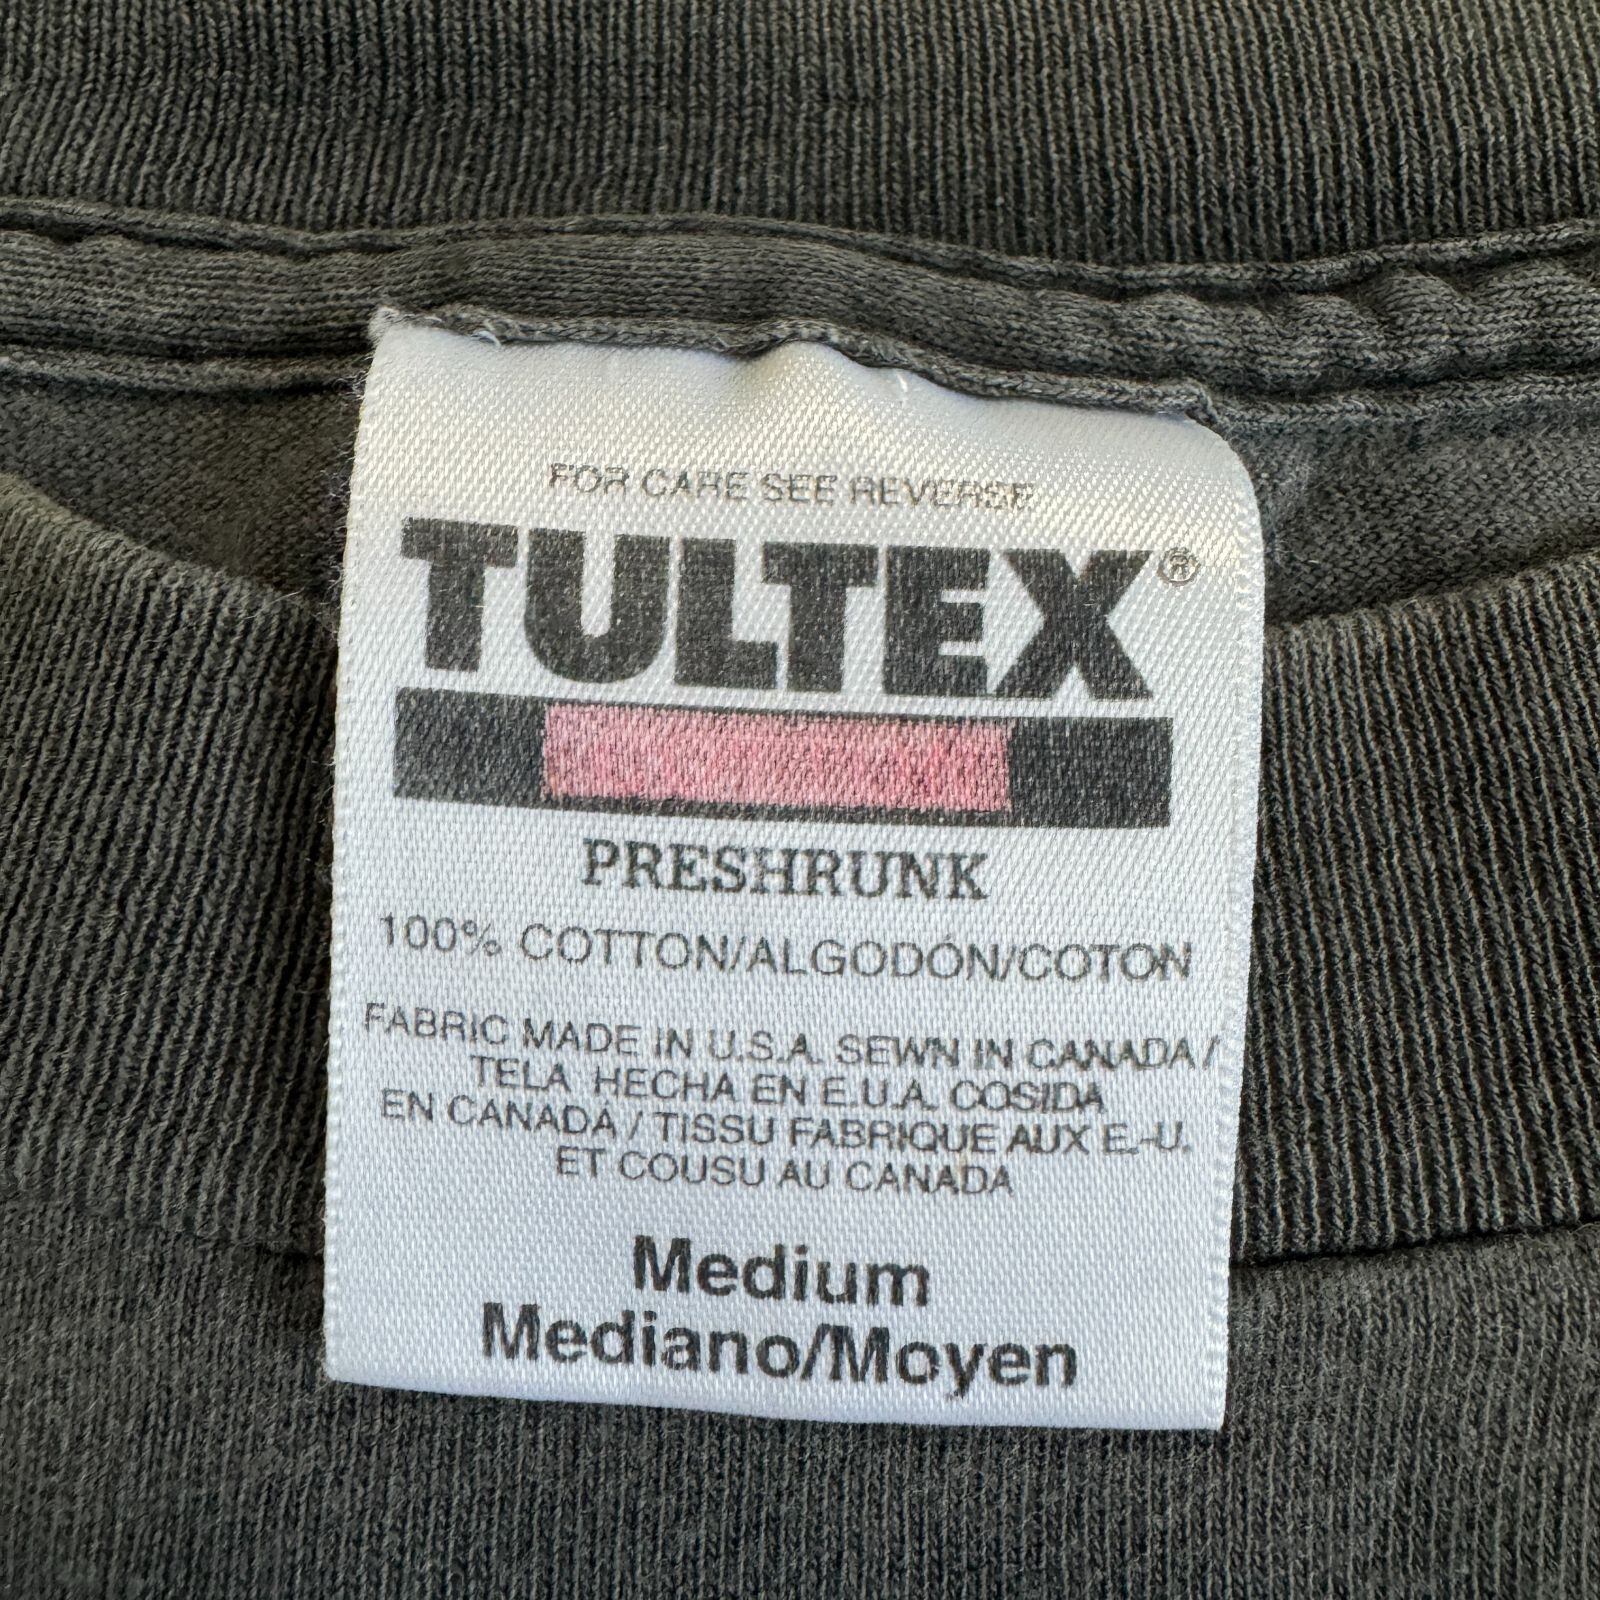 FOR CARE SEE REVERSE
TULTEX®
PRESHRUNK
100% COTTON/ALGODÓN/COTON
FABRIC MADE IN U.S.A. SEWN IN CANADA /
TELA HECHA EN E.U.A. COSIDA
EN CANADÁ / TISSU FABRIQUE AUX E.-U.
ET COUSU AU CANADA
Medium
Mediano/Moyen